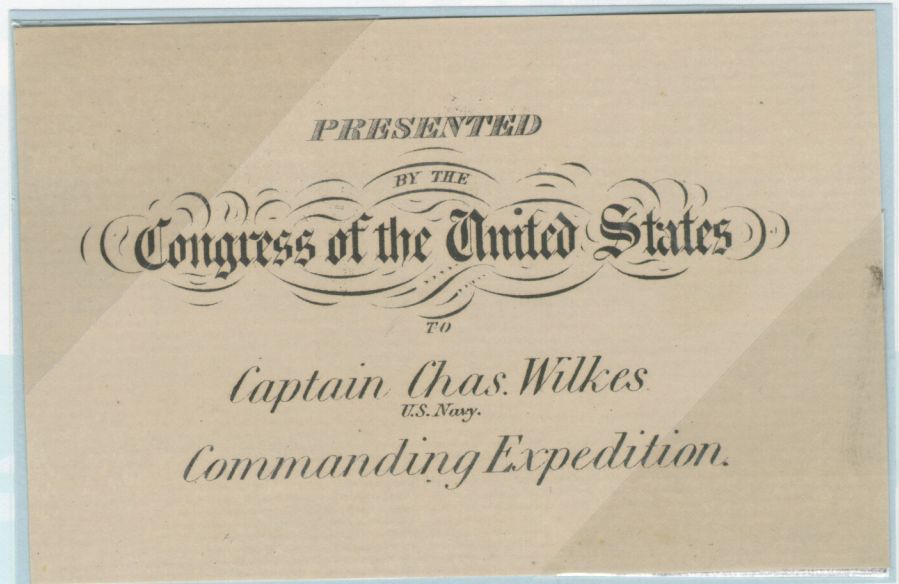 PRESENTED
BY THE
Congress of the United States
TO
Captain Chas. Wilkes
U.S. Navy.
Commanding Expedition.